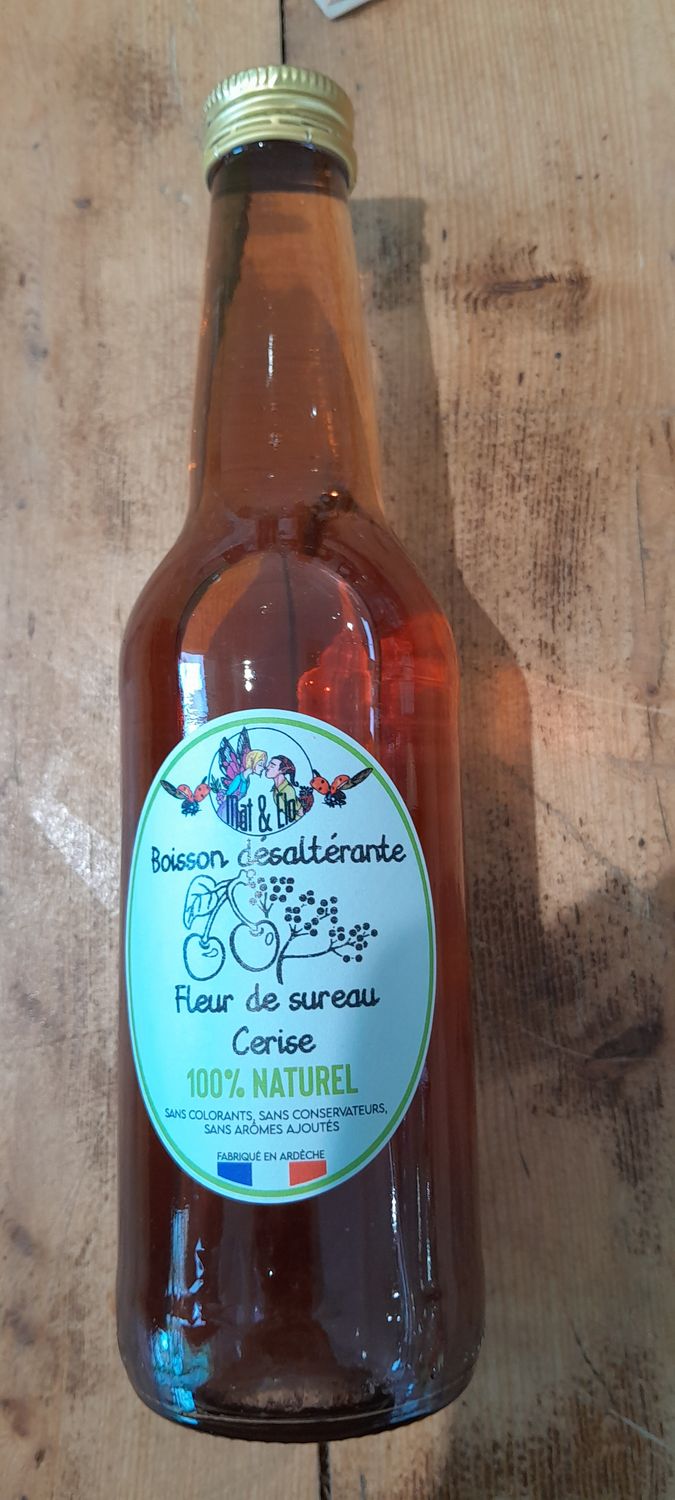 Mat & Elo
Boisson désaltérante
Fleur de sureau
Cerise
100% NATUREL
SANS COLORANTS, SANS CONSERVATEURS,
SANS ARÔMES AJOUTÉS
FABRIQUÉ EN ARDÈCHE